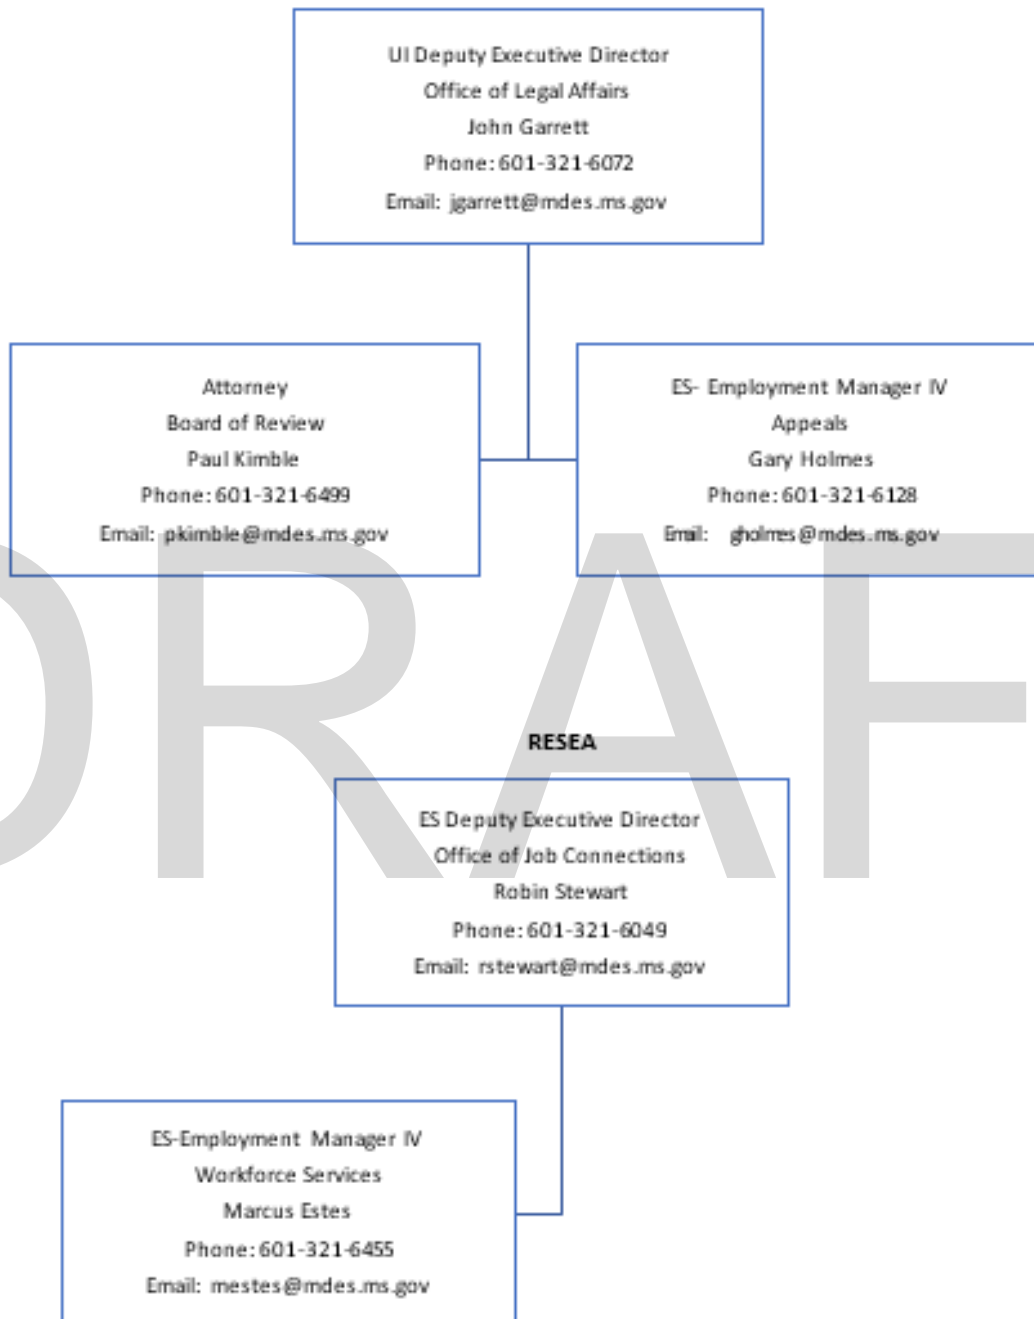 UI Deputy Executive Director
Office of Legal Affairs
John Garrett
Phone: 601-321-6072
Email: jgarrett@mdes.ms.gov
Attorney
Board of Review
Paul Kimble
Phone: 601-321-6499
Email: pkimble@mdes.ms.gov
ES- Employment Manager IV
Appeals
Gary Holmes
Phone: 601-321-6128
Email: gholmes@mdes.ms.gov
DRAF
RESEA
ES Deputy Executive Director
Office of Job Connections
Robin Stewart
Phone: 601-321-6049
Email: rstewart@mdes.ms.gov
ES-Employment Manager IV
Workforce Services
Marcus Estes
Phone: 601-321-6455
Email: mestes@mdes.ms.gov